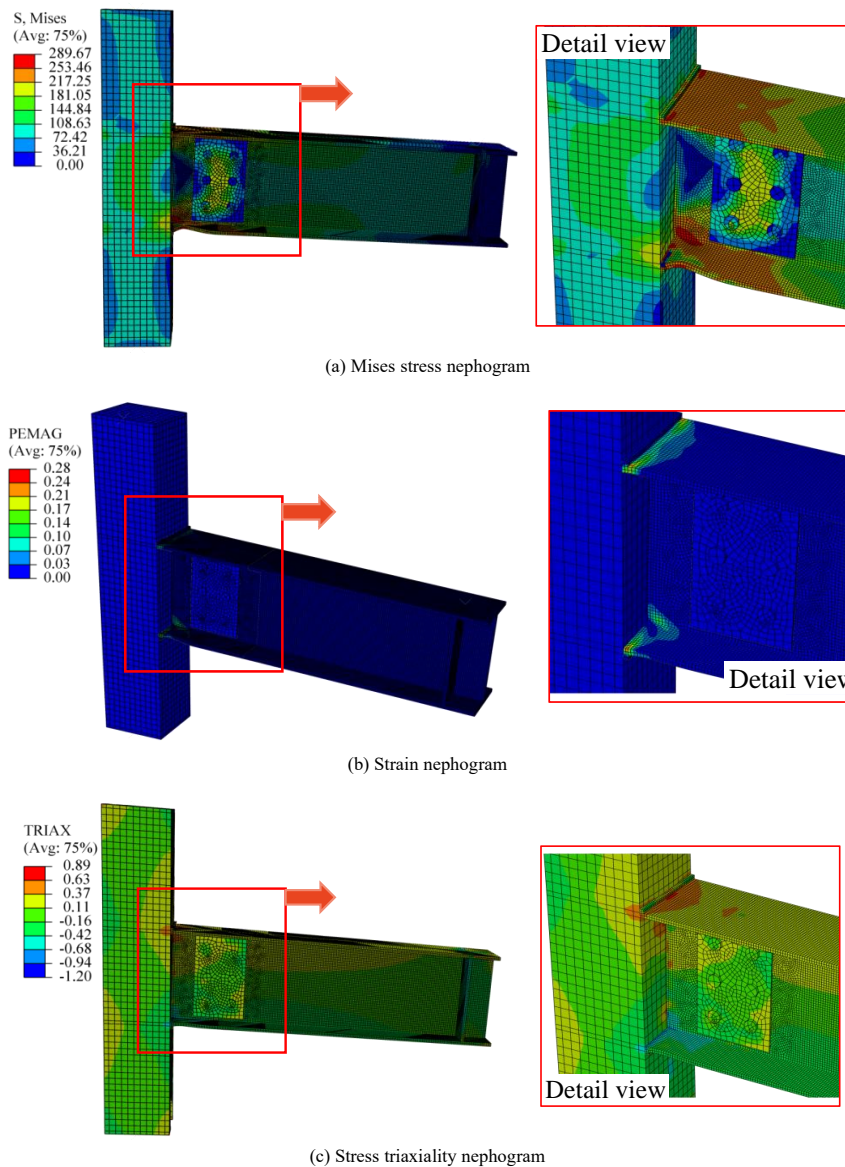 S, Mises
(Avg: 75%)
289.67
253.46
217.25
181.05
144.84
108.63
72.42
36.21
0.00
Detail view
(a) Mises stress nephogram
PEMAG
(Avg: 75%)
0.28
0.24
0.21
0.17
0.14
0.10
0.07
0.03
0.00
Detail view
(b) Strain nephogram
TRIAX
(Avg: 75%)
0.89
0.63
0.37
0.11
-0.16
-0.42
-0.68
-0.94
-1.20
Detail view
(c) Stress triaxiality nephogram